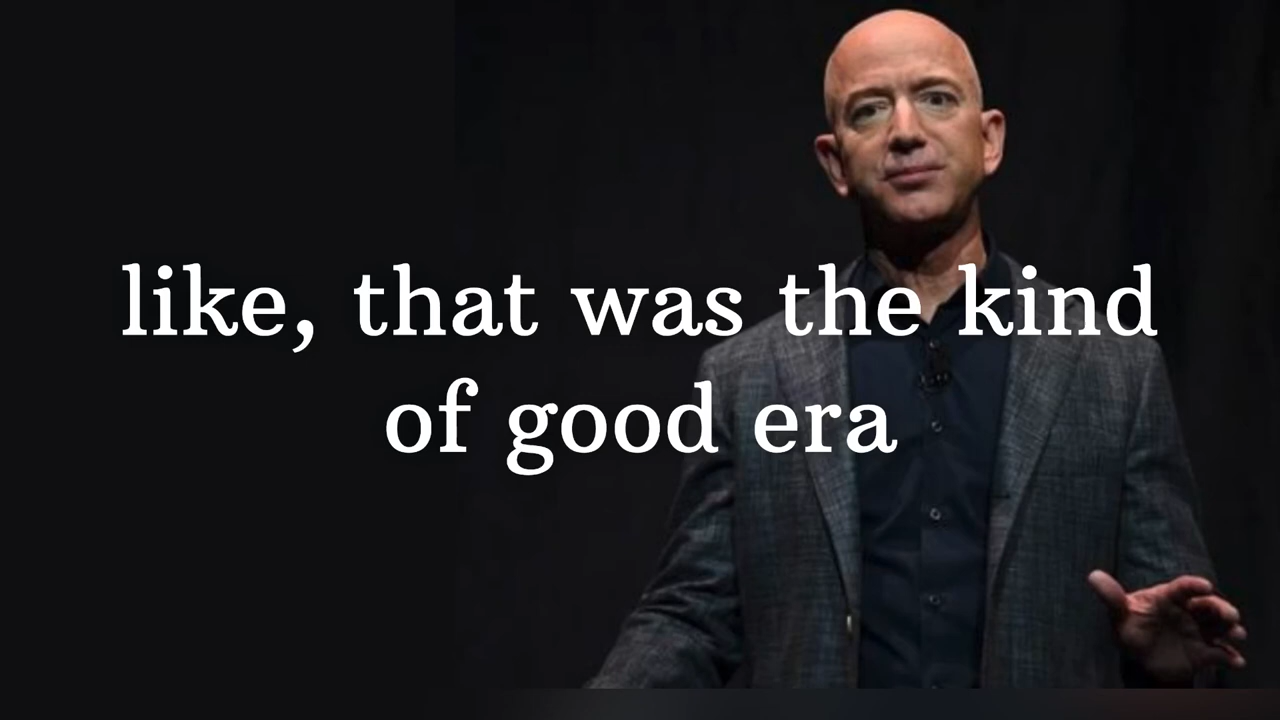 like, that was the kind
of good era